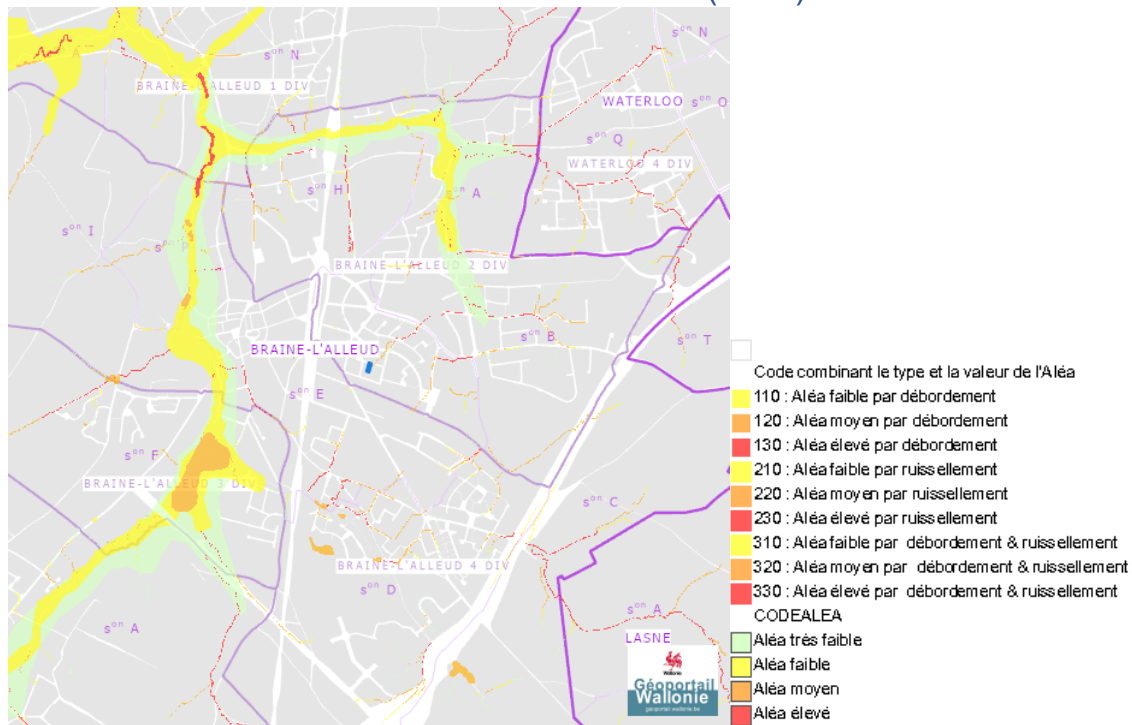 sºⁿ N
sºⁿ N
BRAINE-L'ALLEUD 1 DIV
WATERLOO
sºⁿ O
sºⁿ Q
WATERLOO 4 DIV
sºⁿ H
sºⁿ A
sºⁿ I
BRAINE-L'ALLEUD 2 DIV
sºⁿ B
sºⁿ T
BRAINE-L'ALLEUD
sºⁿ E
sºⁿ F
BRAINE-L'ALLEUD 3 DIV
sºⁿ C
BRAINE-L'ALLEUD 4 DIV
sºⁿ D
sºⁿ A
sºⁿ A
LASNE
Wallonie
Géoportail
Wallonie
geoportail.wallonie.be
Code combinant le type et la valeur de l'Aléa
110 : Aléa faible par débordement
120 : Aléa moyen par débordement
130 : Aléa élevé par débordement
210 : Aléa faible par ruissellement
220 : Aléa moyen par ruissellement
230 : Aléa élevé par ruissellement
310 : Aléa faible par débordement & ruissellement
320 : Aléa moyen par débordement & ruissellement
330 : Aléa élevé par débordement & ruissellement
CODEALEA
Aléa très faible
Aléa faible
Aléa moyen
Aléa élevé